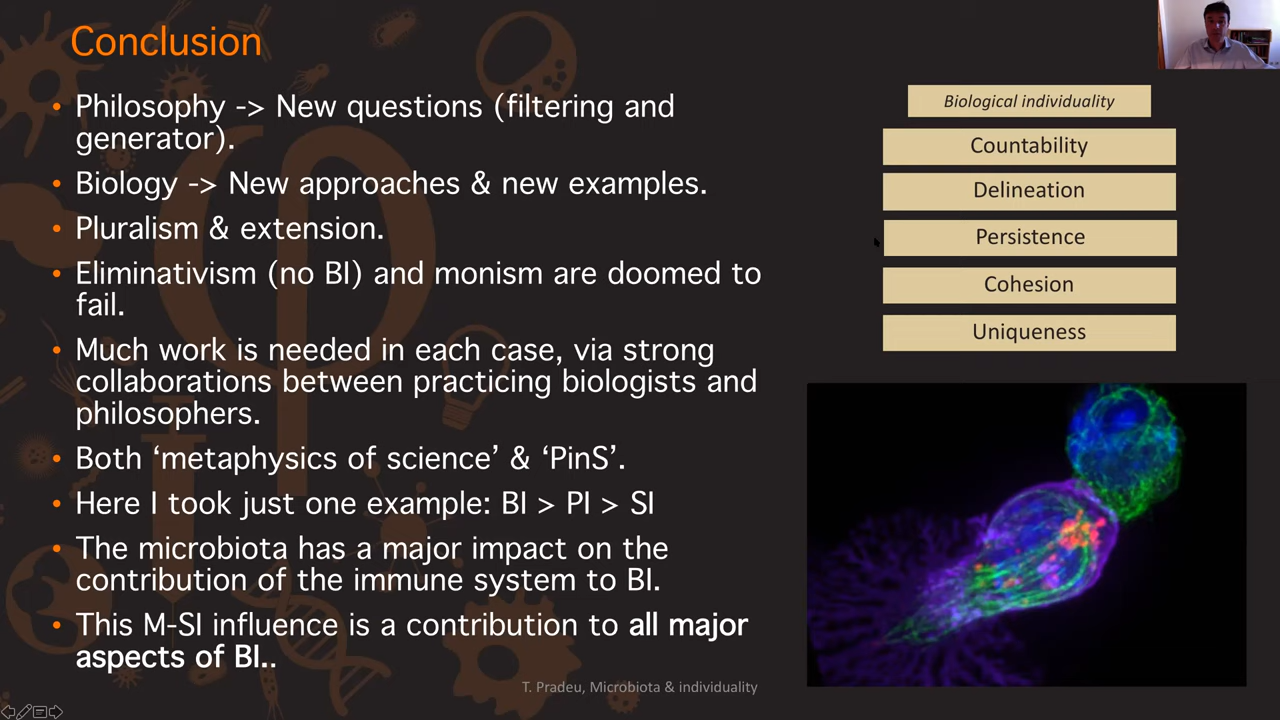 Conclusion
• Philosophy -> New questions (filtering and
generator).
• Biology -> New approaches & new examples.
• Pluralism & extension.
• Eliminativism (no BI) and monism are doomed to
fail.
• Much work is needed in each case, via strong
collaborations between practicing biologists and
philosophers.
• Both ‘metaphysics of science’ & ‘PinS’.
• Here I took just one example: BI > PI > SI
• The microbiota has a major impact on the
contribution of the immune system to BI.
• This M-SI influence is a contribution to all major
aspects of BI..
Biological individuality
Countability
Delineation
Persistence
Cohesion
Uniqueness
T. Pradeu, Microbiota & individuality